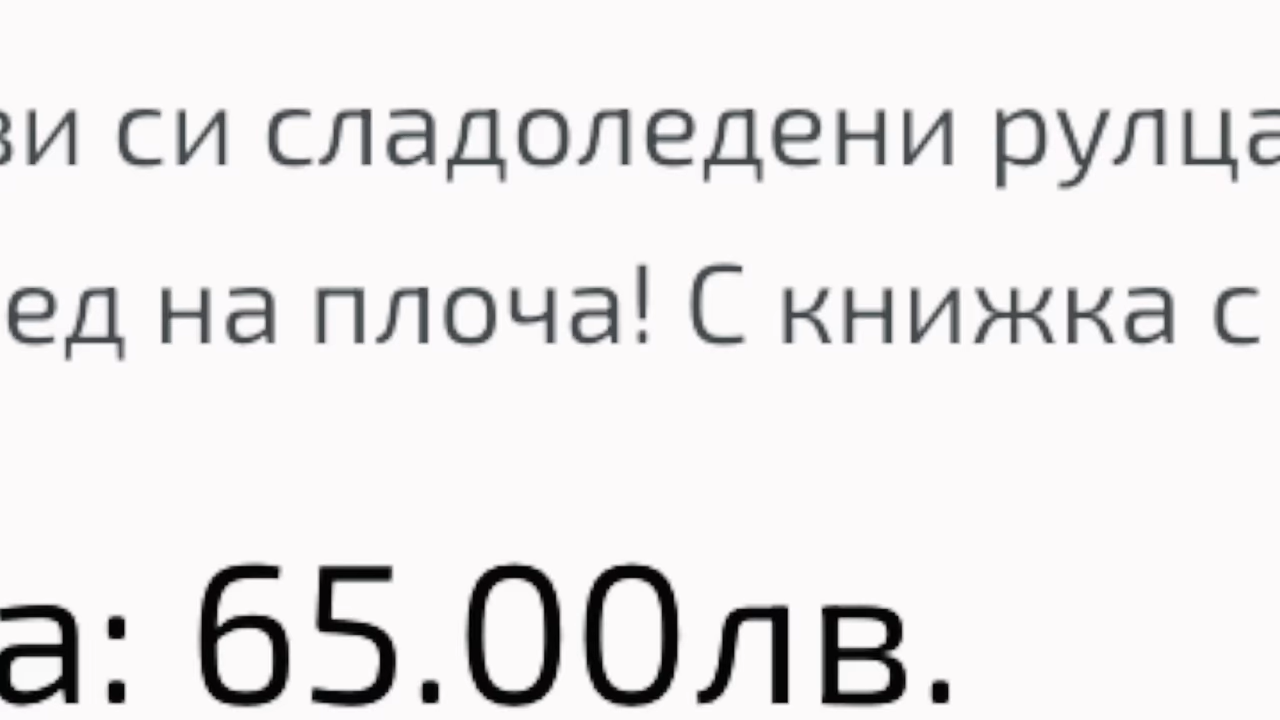 ви си сладоледени рулца
ед на плоча! С книжка с
а: 65.00лв.